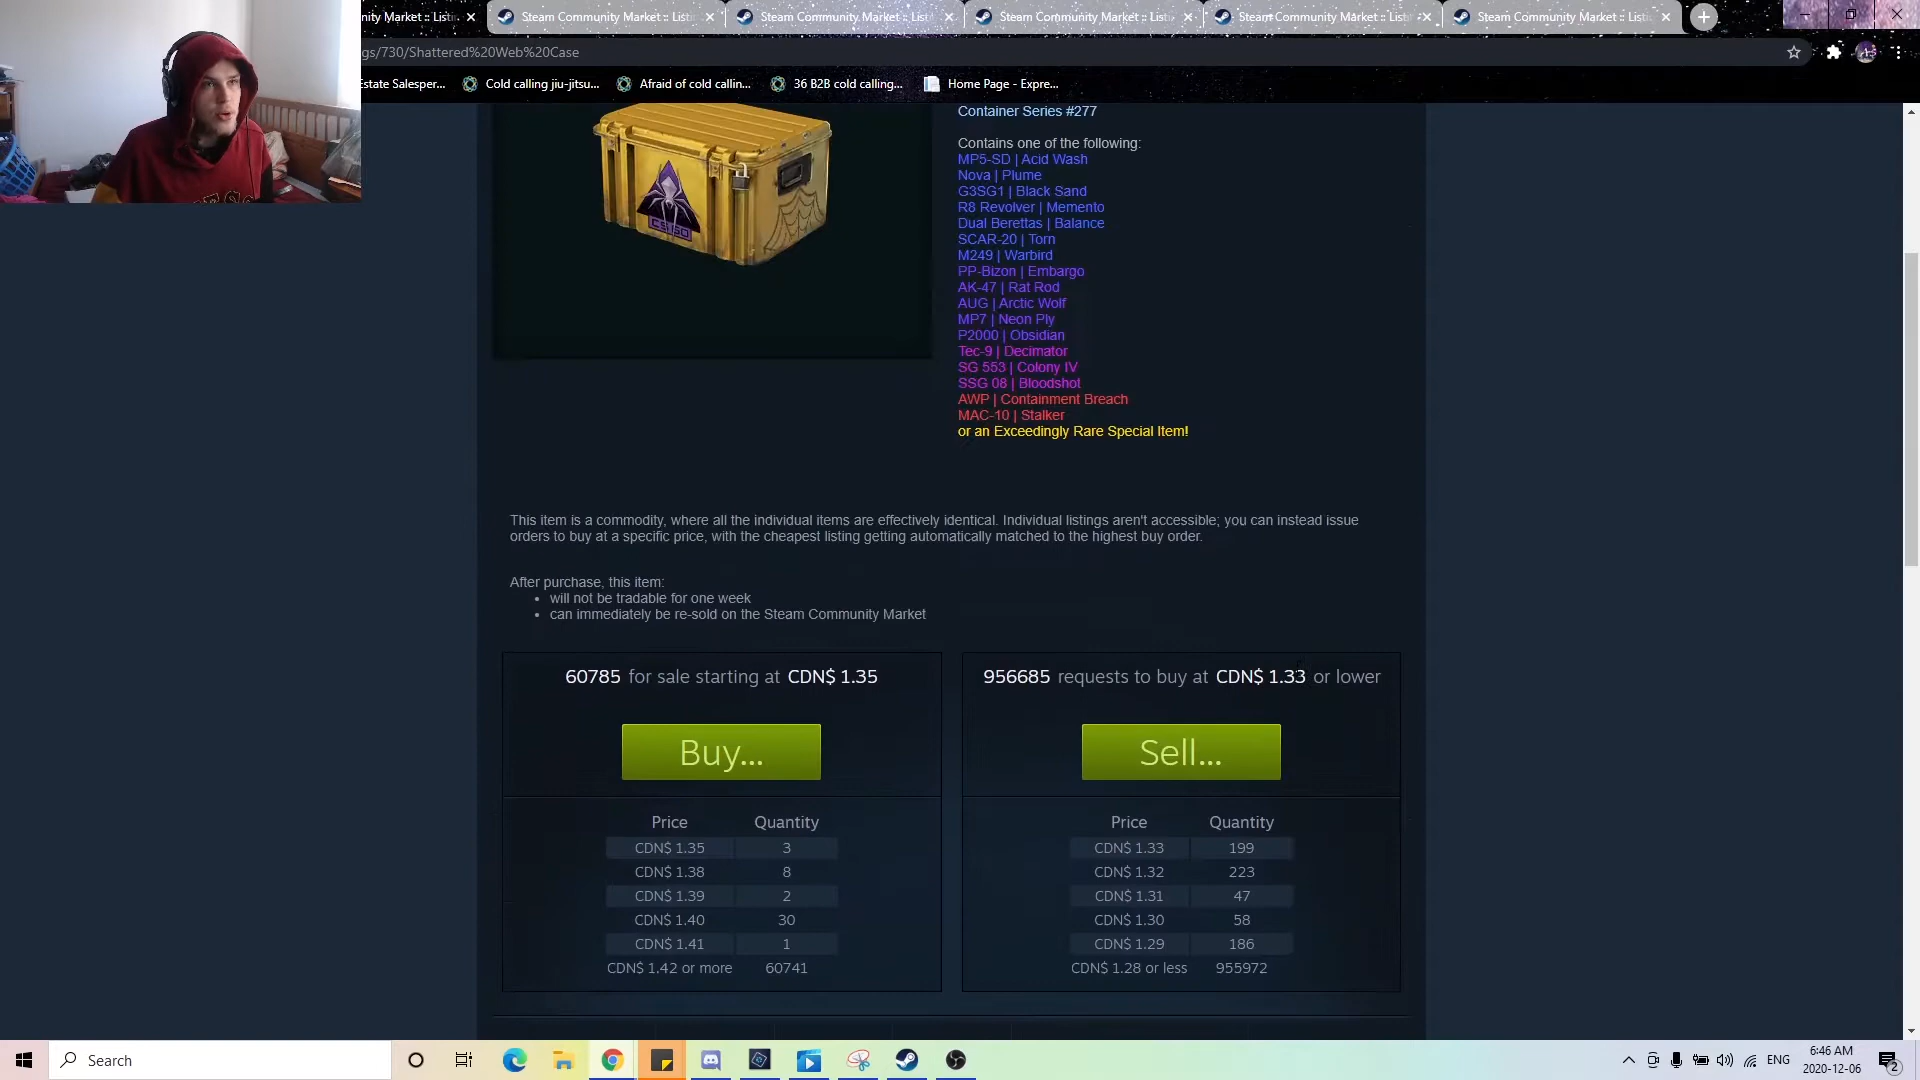 nity Market :: Listi
Steam Community Market :: Listi
Steam Community Market :: Listi
Steam Community Market :: Listi
Steam Community Market :: Listi
Steam Community Market :: Listi
gs/730/Shattered%20Web%20Case
Estate Salesper...
Cold calling jiu-jitsu...
Afraid of cold callin...
36 B2B cold calling...
Home Page - Expre...
Container Series #277
Contains one of the following:
MP5-SD | Acid Wash
Nova | Plume
G3SG1 | Black Sand
R8 Revolver | Memento
Dual Berettas | Balance
SCAR-20 | Torn
M249 | Warbird
PP-Bizon | Embargo
AK-47 | Rat Rod
AUG | Arctic Wolf
MP7 | Neon Ply
P2000 | Obsidian
Tec-9 | Decimator
SG 553 | Colony IV
SSG 08 | Bloodshot
AWP | Containment Breach
MAC-10 | Stalker
or an Exceedingly Rare Special Item!
This item is a commodity, where all the individual items are effectively identical. Individual listings aren't accessible; you can instead issue
orders to buy at a specific price, with the cheapest listing getting automatically matched to the highest buy order.
After purchase, this item:
• will not be tradable for one week
• can immediately be re-sold on the Steam Community Market
60785 for sale starting at CDN$ 1.35
Buy...
Price Quantity
CDN$ 1.35 3
CDN$ 1.38 8
CDN$ 1.39 2
CDN$ 1.40 30
CDN$ 1.41 1
CDN$ 1.42 or more 60741
956685 requests to buy at CDN$ 1.33 or lower
Sell...
Price Quantity
CDN$ 1.33 199
CDN$ 1.32 223
CDN$ 1.31 47
CDN$ 1.30 58
CDN$ 1.29 186
CDN$ 1.28 or less 955972
Search
ENG
6:46 AM
2020-12-06
2